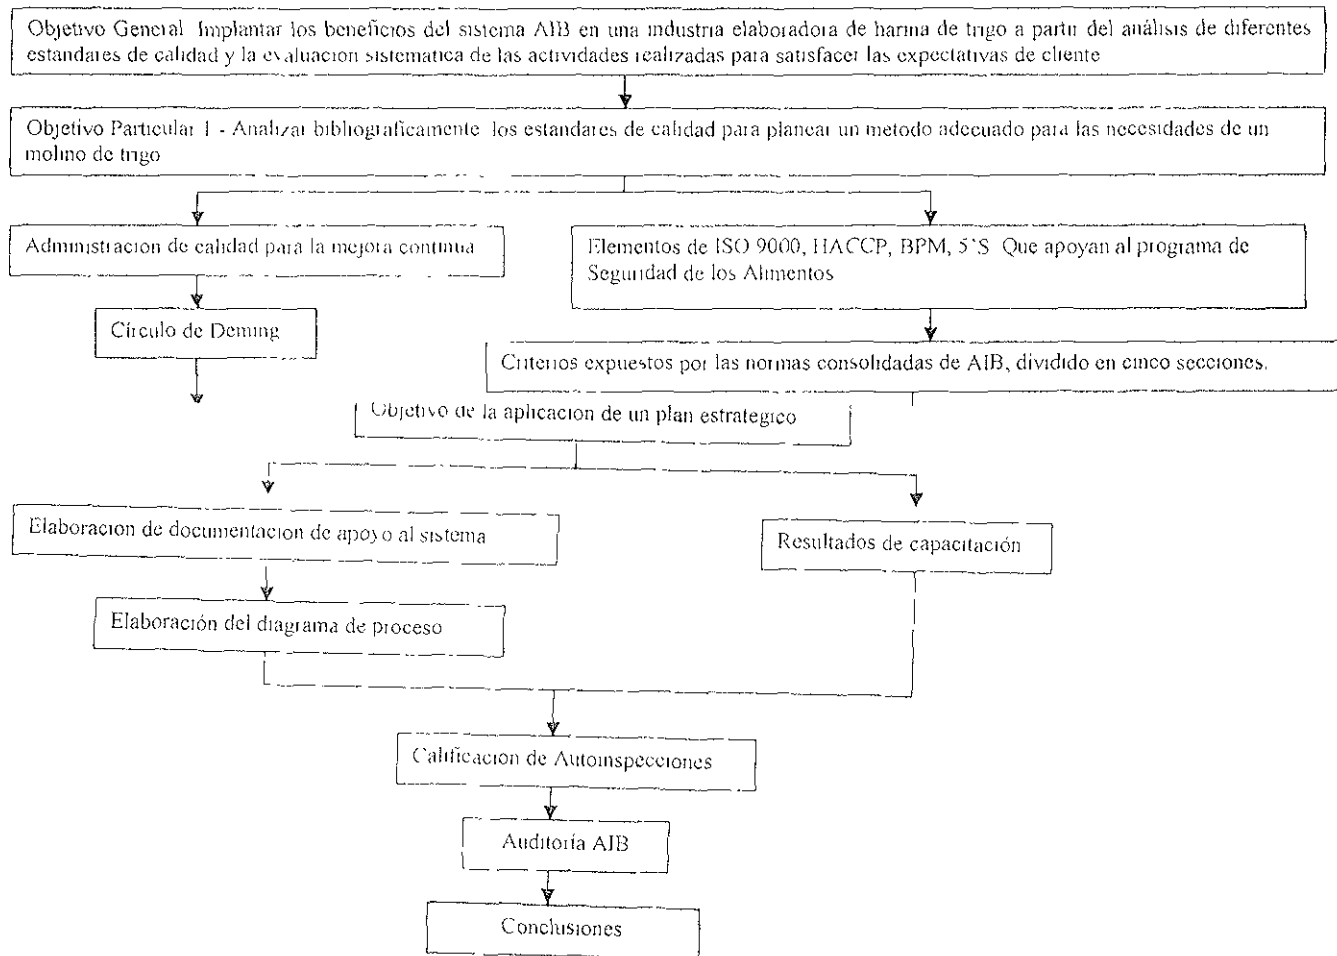 Objetivo General Implantar los beneficios del sistema AIB en una industria elaboradora de harina de trigo a partir del análisis de diferentes
estandares de calidad y la evaluacion sistematica de las actividades realizadas para satisfacer las expectativas de cliente
Objetivo Particular 1 - Analizar bibliograficamente los estandares de calidad para planear un metodo adecuado para las necesidades de un
molino de trigo
Administracion de calidad para la mejora continua
Elementos de ISO 9000, HACCP, BPM, 5'S Que apoyan al programa de
Seguridad de los Alimentos
Círculo de Deming
Criterios expuestos por las normas consolidadas de AIB, dividido en cinco secciones.
Objetivo de la aplicacion de un plan estrategico
Elaboracion de documentacion de apoyo al sistema
Resultados de capacitación
Elaboración del diagrama de proceso
Calificacion de Autoinspecciones
Auditoría AIB
Conclusiones